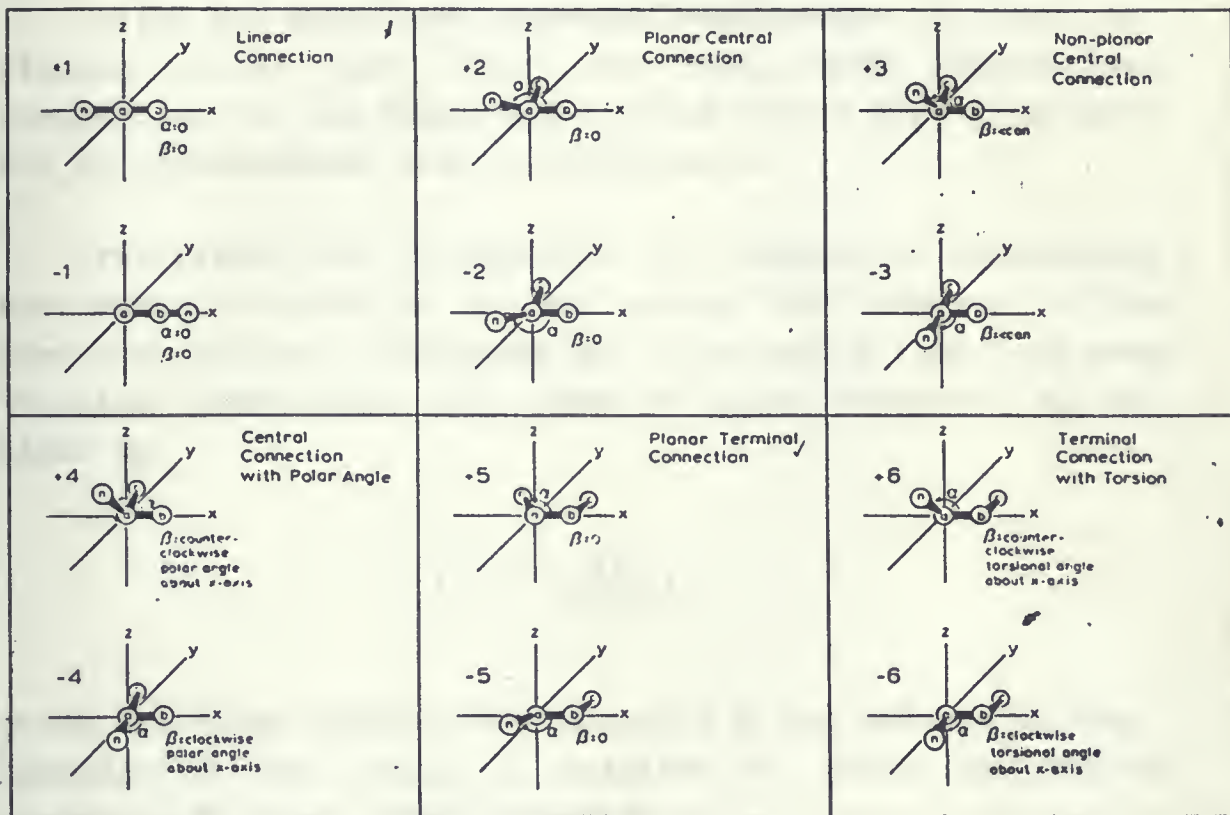 Linear
Connection
+1
z
y
x
n
a
b
α=0
β=0
-1
z
y
x
a
b
n
α=0
β=0
Planar Central
Connection
+2
z
y
x
n
a
b
c
α
β=0
-2
z
y
x
n
a
b
c
α
β=0
Non-planar
Central
Connection
+3
z
y
x
n
a
b
c
α
-3
z
y
x
n
a
b
c
α
Central
Connection
with Polar Angle
+4
z
y
x
n
a
b
c
β=counter-
clockwise
polar angle
about x-axis
-4
z
y
x
n
a
b
c
α
β=clockwise
polar angle
about x-axis
Planar Terminal
Connection
+5
z
y
x
n
b
c
α
β=0
-5
z
y
x
n
a
b
c
α
β=0
Terminal
Connection
with Torsion
+6
z
y
x
n
a
b
c
α
β=counter-
clockwise
torsional angle
about x-axis
-6
z
y
x
n
a
b
c
α
β=clockwise
torsional angle
about x-axis